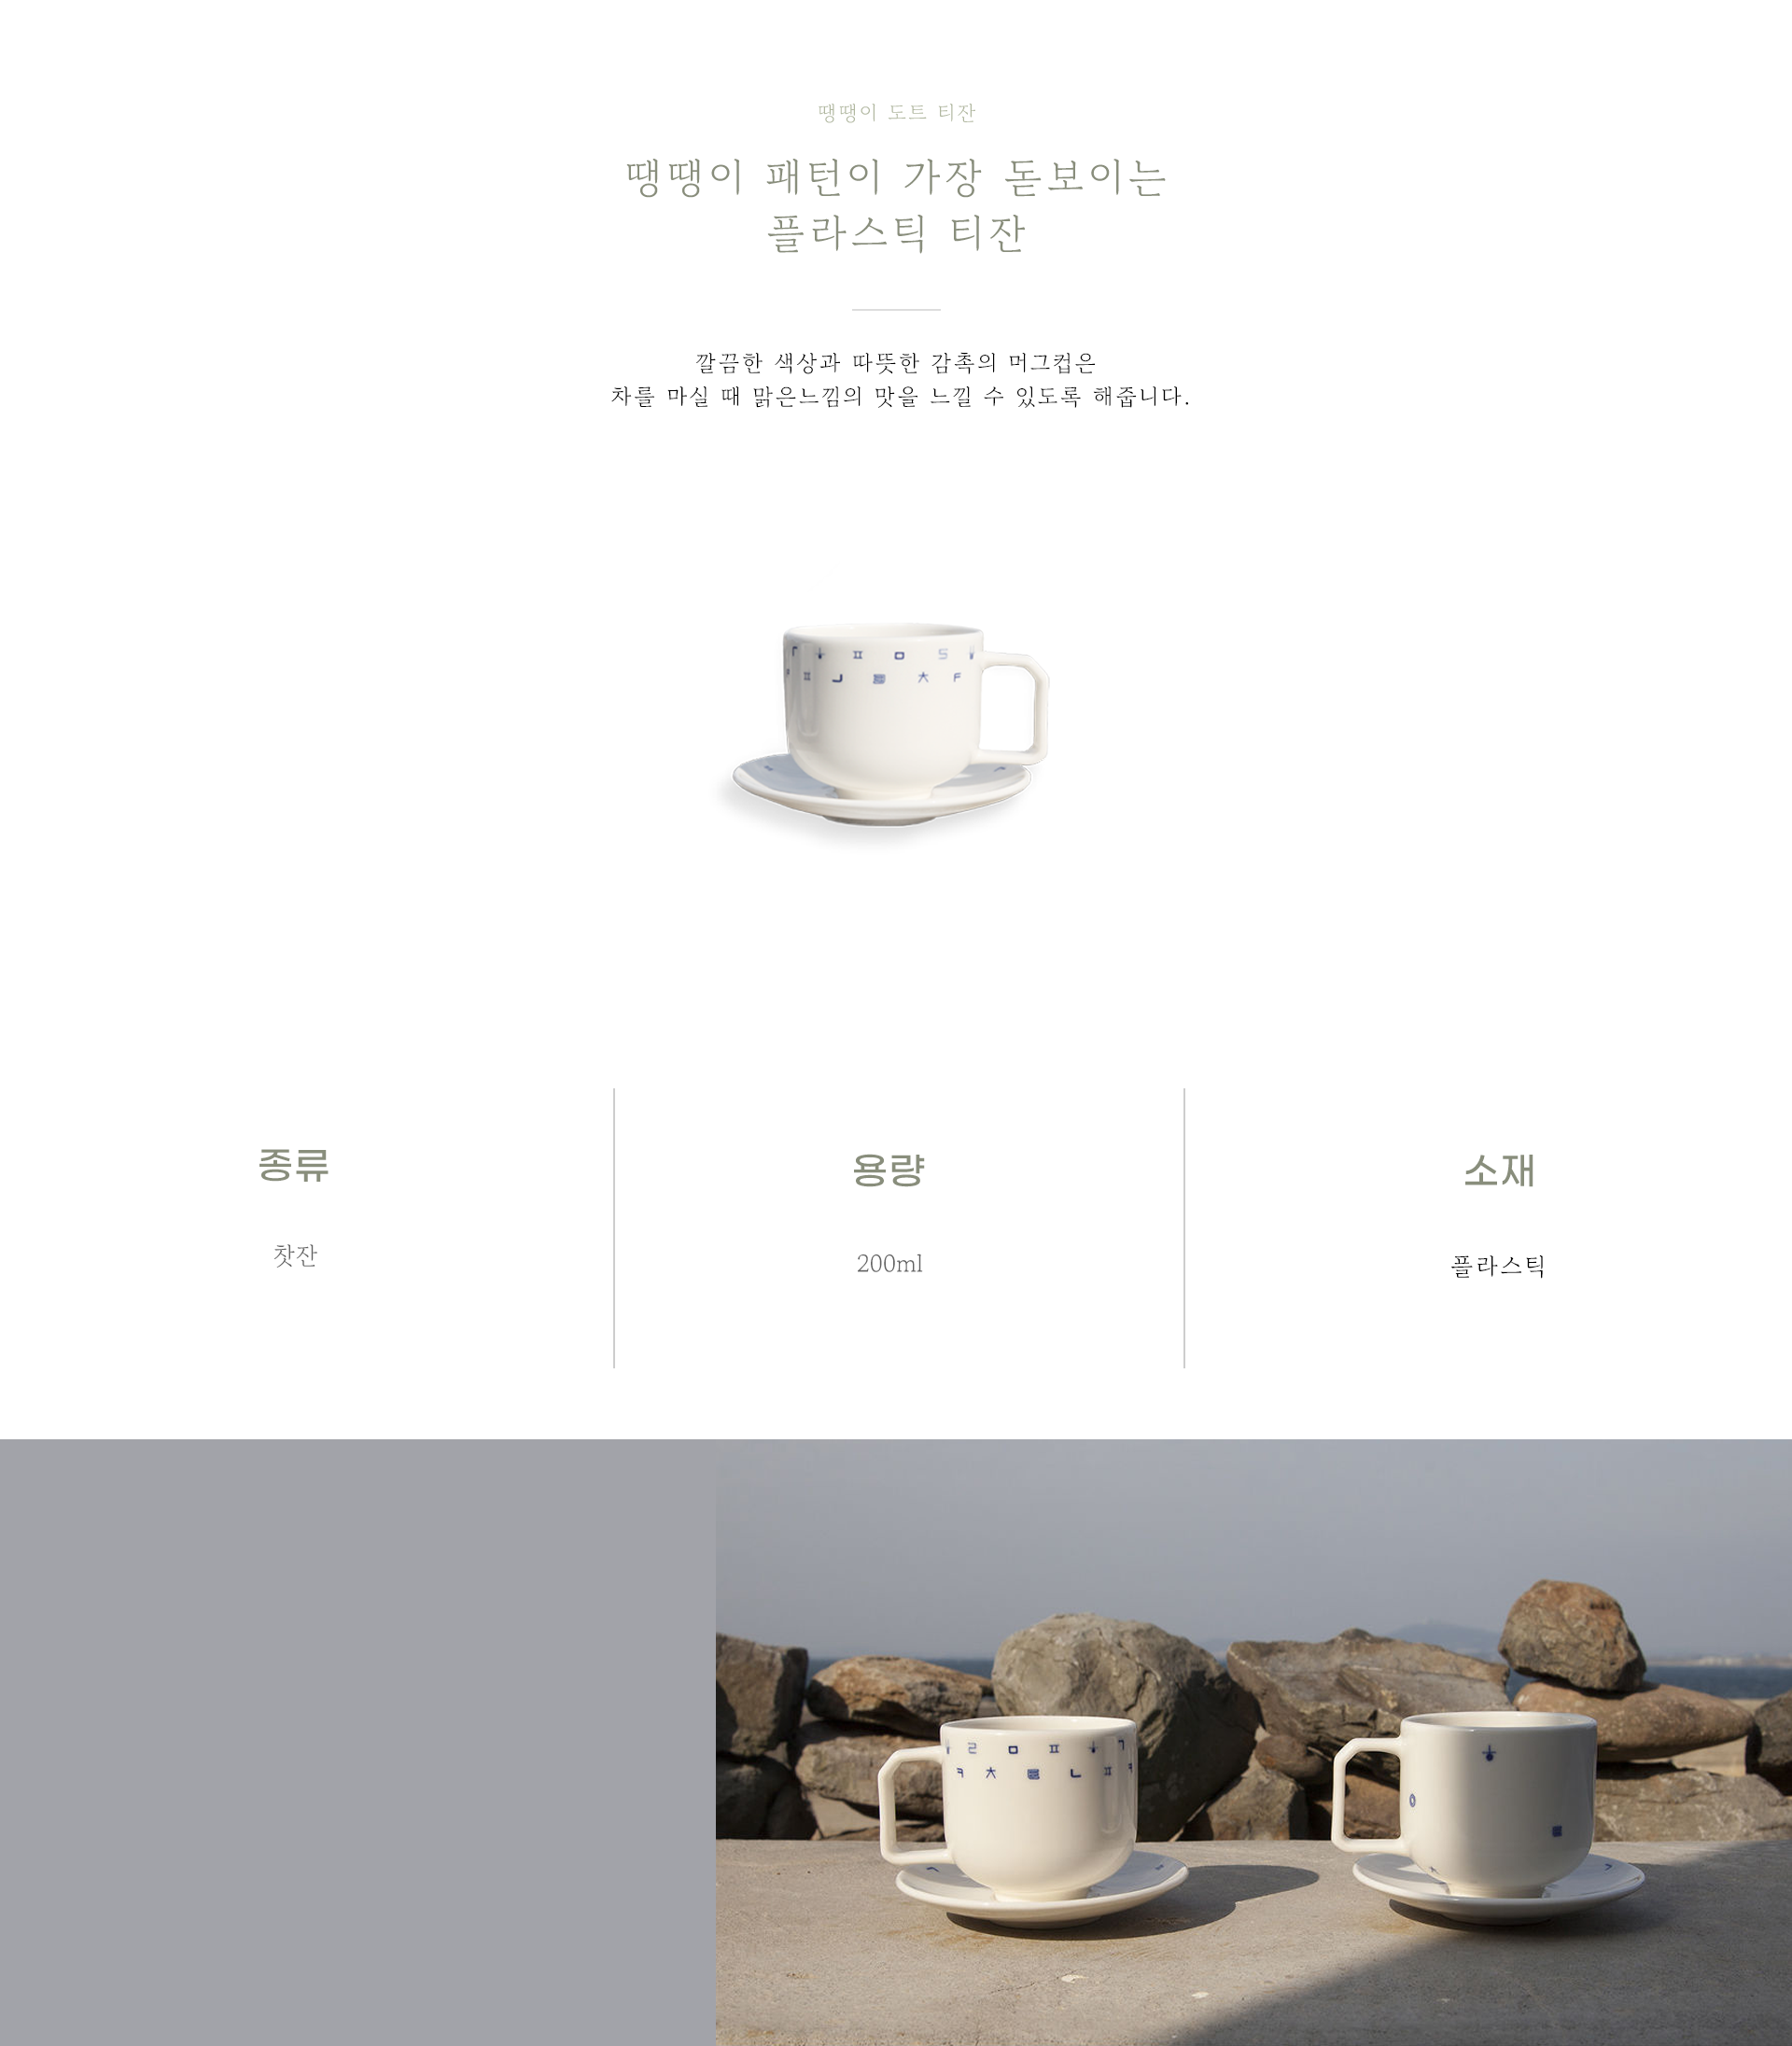 땡땡이 도트 티잔
땡땡이 패턴이 가장 돋보이는
플라스틱 티잔
깔끔한 색상과 따뜻한 감촉의 머그컵은
차를 마실 때 맑은느낌의 맛을 느낄 수 있도록 해줍니다.
종류
용량
소재
찻잔
200ml
플라스틱